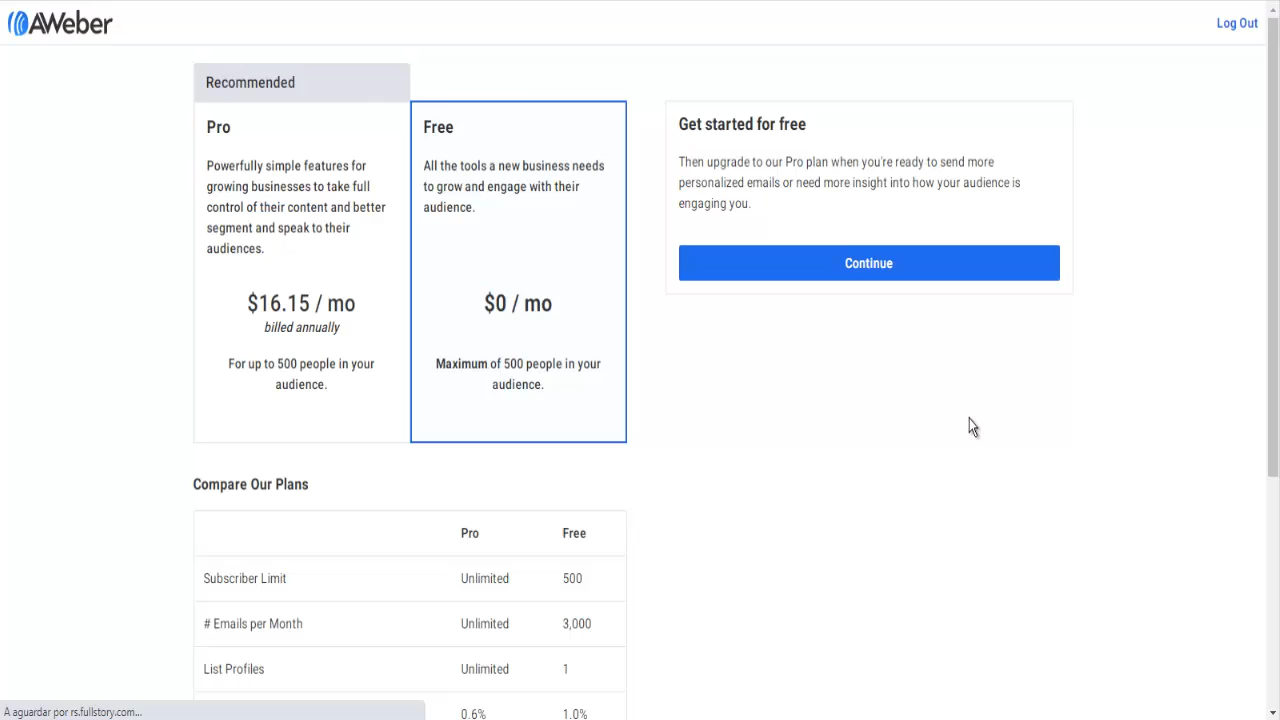 AWeber
Log Out
Recommended
Pro
Powerfully simple features for
growing businesses to take full
control of their content and better
segment and speak to their
audiences.
$16.15 / mo
billed annually
For up to 500 people in your
audience.
Free
All the tools a new business needs
to grow and engage with their
audience.
$0 / mo
Maximum of 500 people in your
audience.
Get started for free
Then upgrade to our Pro plan when you're ready to send more
personalized emails or need more insight into how your audience is
engaging you.
Continue
Compare Our Plans
Pro Free
Subscriber Limit Unlimited 500
# Emails per Month Unlimited 3,000
List Profiles Unlimited 1
0.6% 1.0%
A aguardar por rs.fullstory.com...